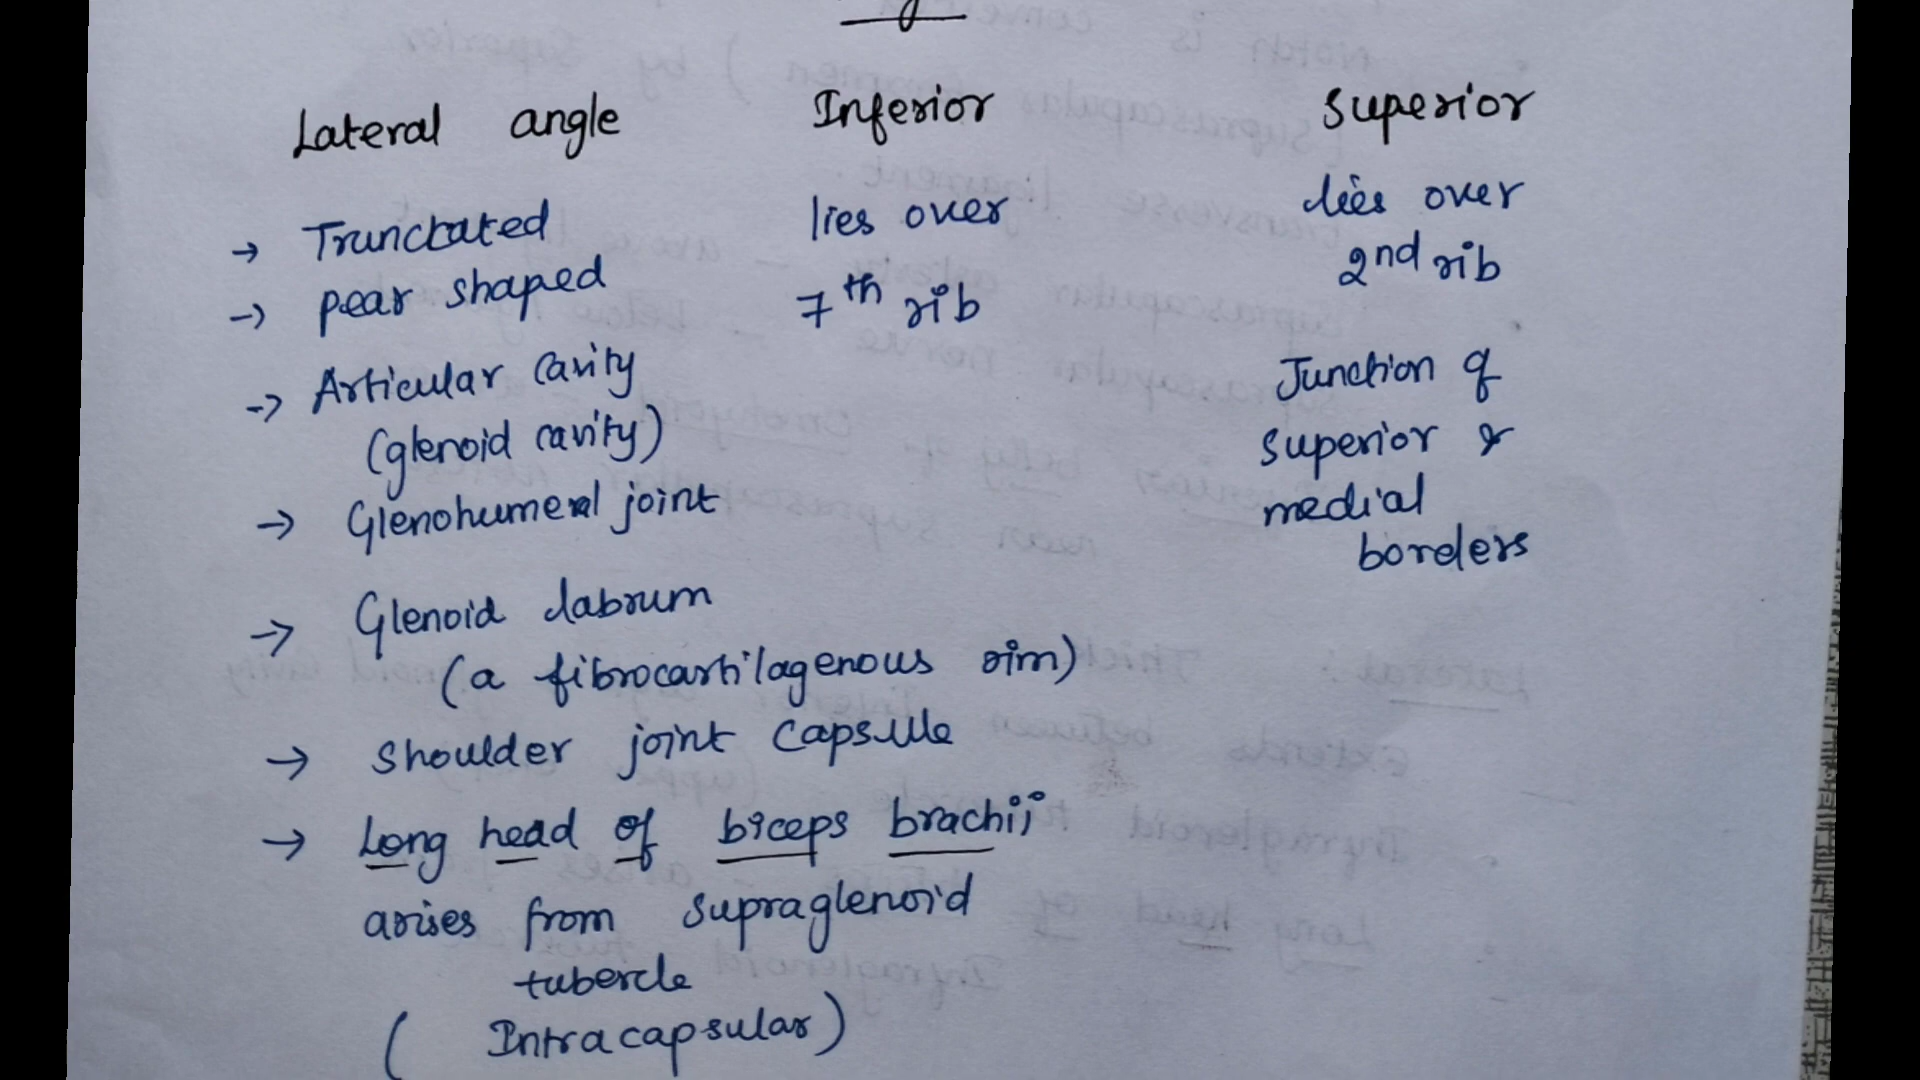 Lateral angle
→ Trunctated
→ pear shaped
→ Articular cavity
(glenoid cavity)
→ Glenohumeral joint
→ Glenoid labrum
(a fibrocartilagenous rim)
→ shoulder joint capsule
→ Long head of biceps brachii
arises from supraglenoid
tubercle
( Intracapsular)
Inferior
lies over
7th rib
superior
lies over
2nd rib
Junction of
superior &
medial
borders